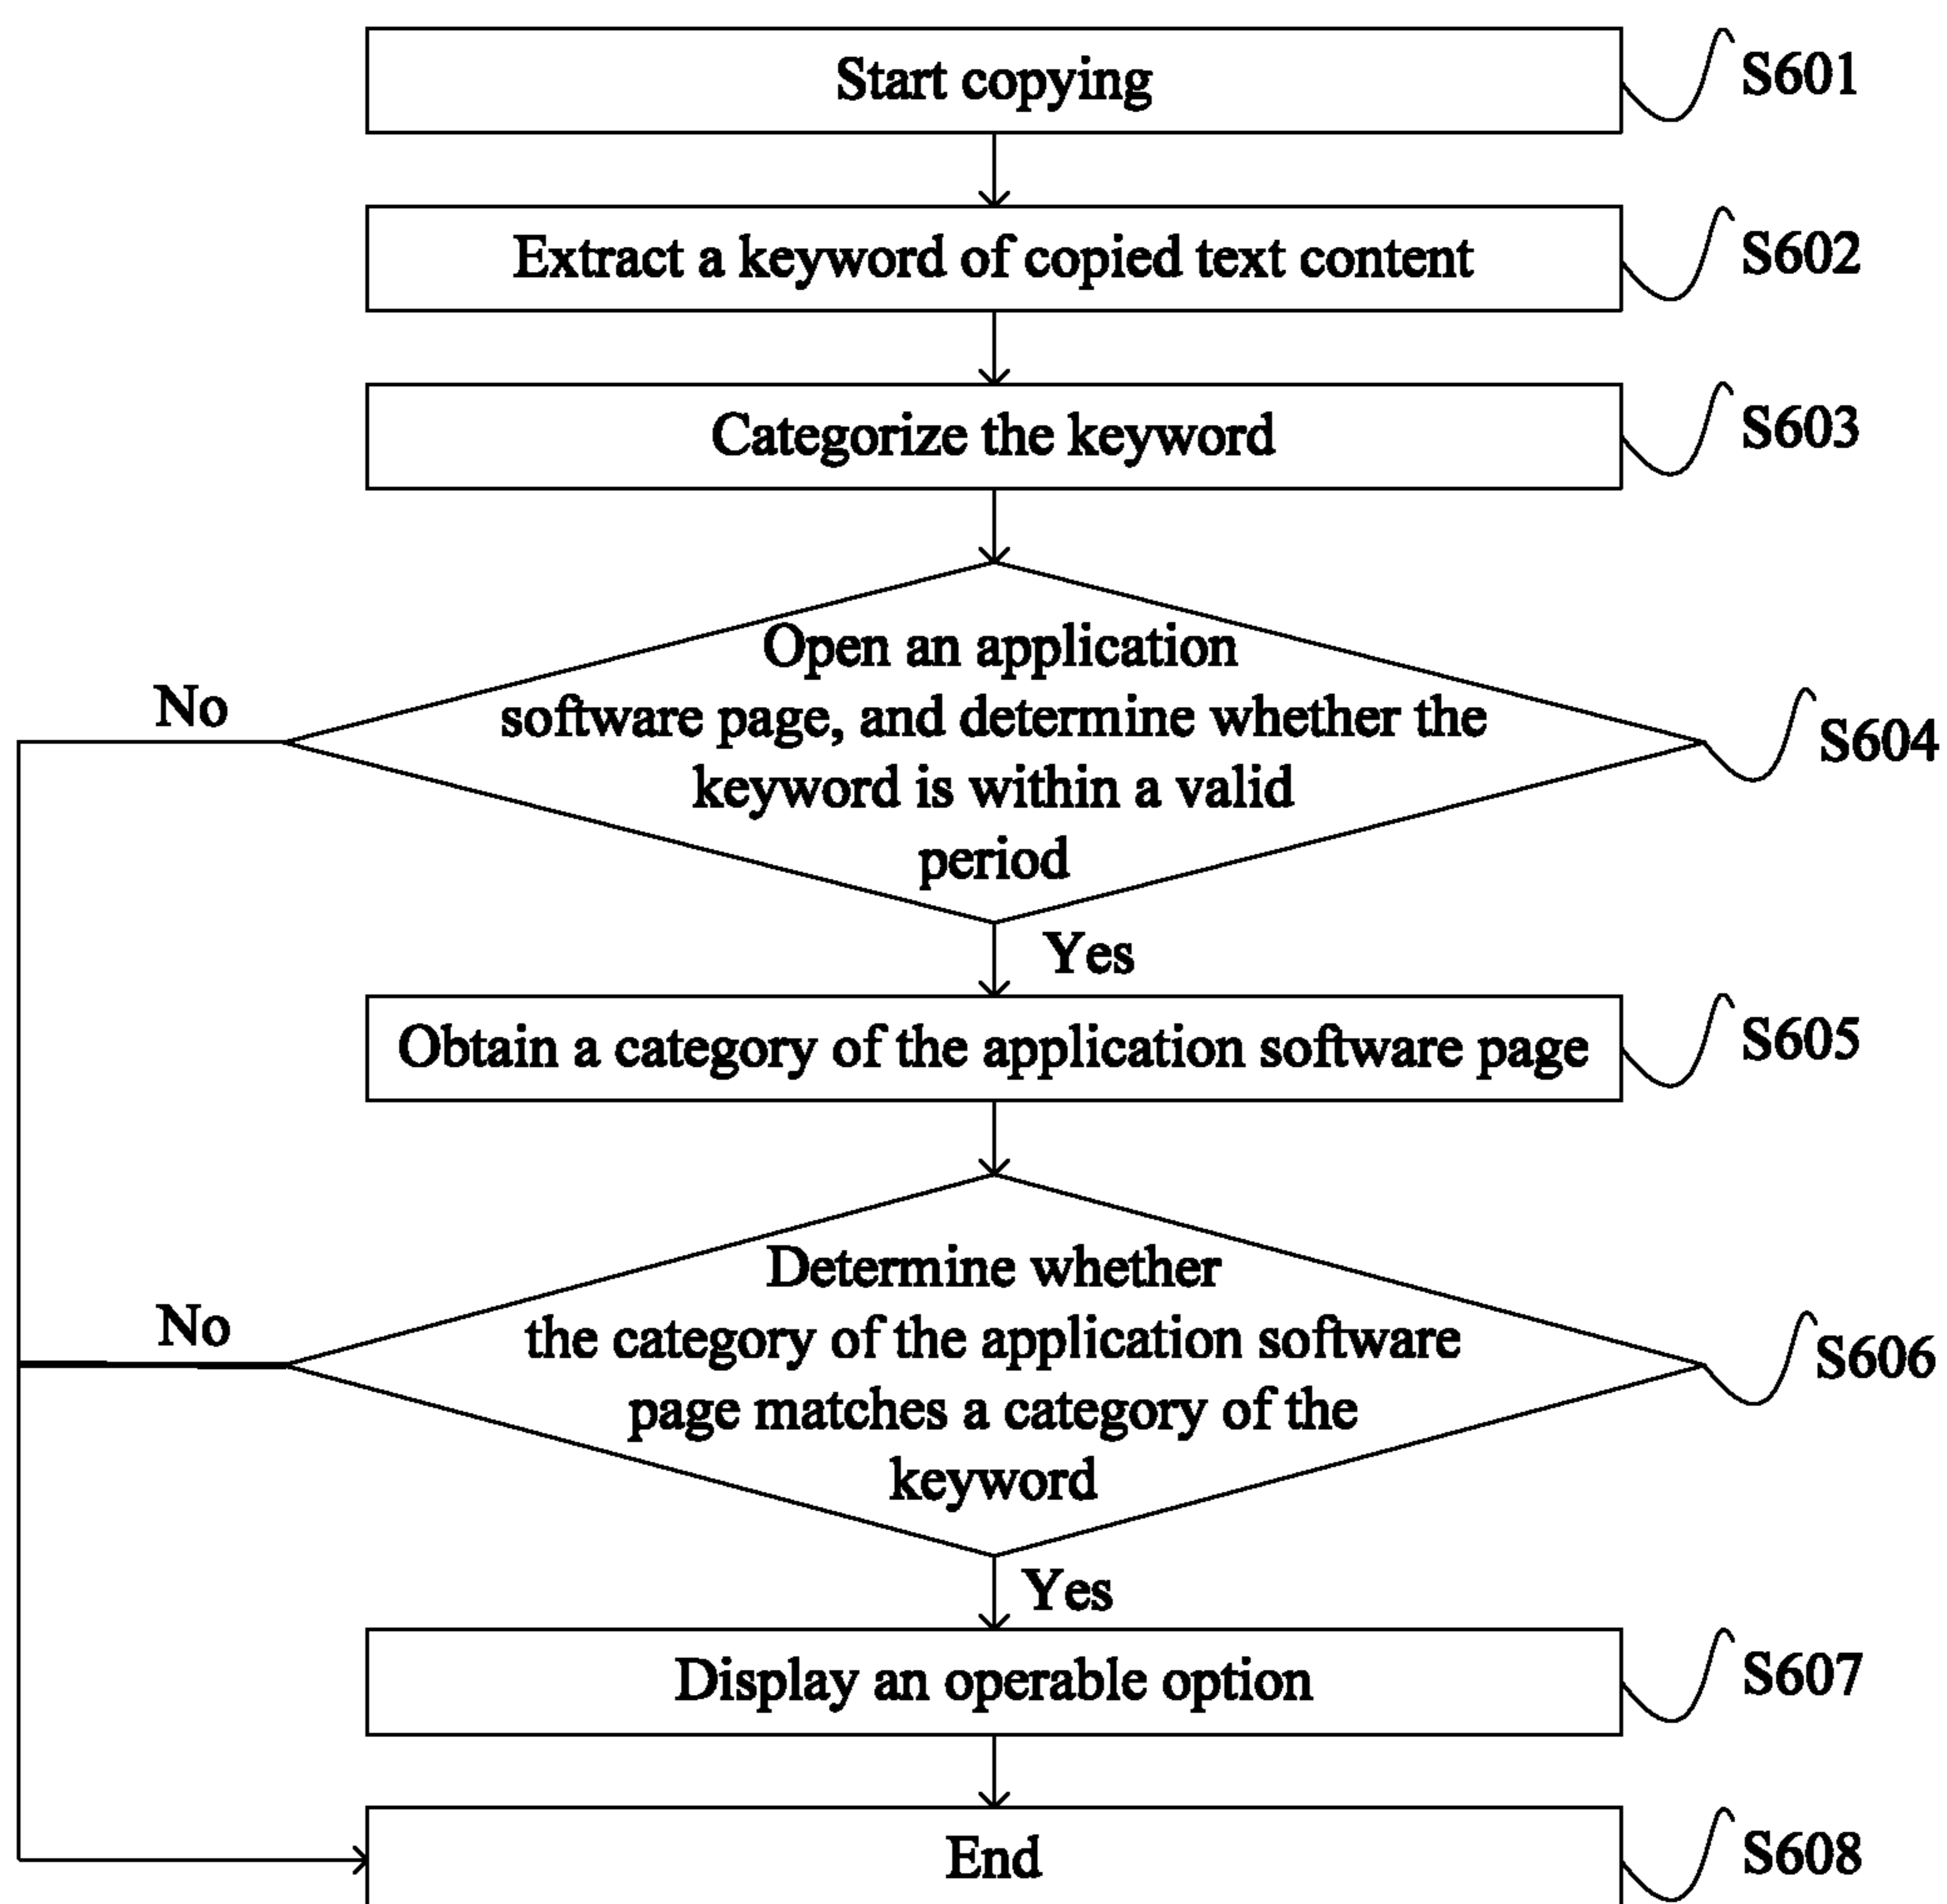 Start copying
S601
Extract a keyword of copied text content
S602
Categorize the keyword
S603
Open an application
software page, and determine whether the
keyword is within a valid
period
No
S604
Yes
Obtain a category of the application software page
S605
Determine whether
the category of the application software
page matches a category of the
keyword
No
S606
Yes
Display an operable option
S607
End
S608